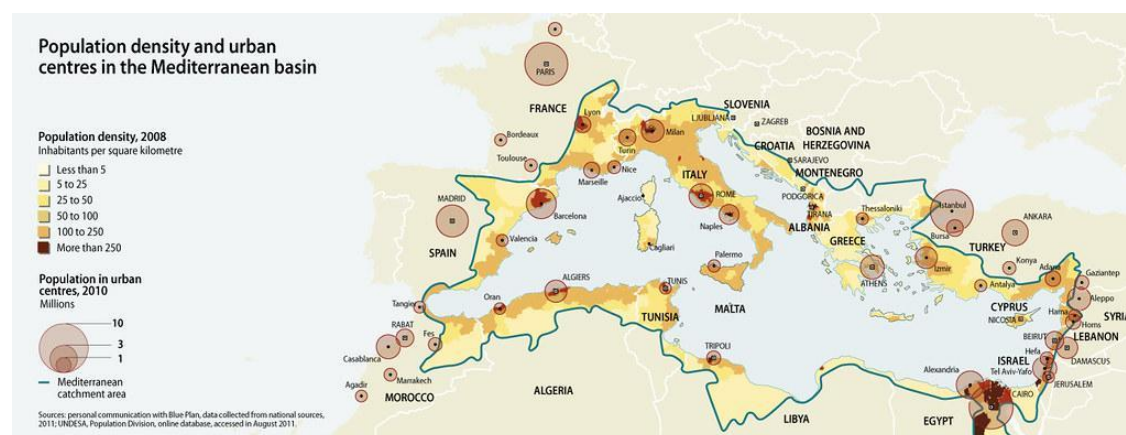 Population density and urban
centres in the Mediterranean basin
Population density, 2008
Inhabitants per square kilometre
Less than 5
5 to 25
25 to 50
50 to 100
100 to 250
More than 250
Population in urban
centres, 2010
Millions
10
3
1
Mediterranean
catchment area
Sources: personal communication with Blue Plan, data collected from national sources,
2011; UNDESA, Population Division, online database, accessed in August 2011.
PARIS
FRANCE
Lyon
Bordeaux
Toulouse
Marseille
Nice
Turin
Milan
SLOVENIA
LJUBLJANA
ZAGREB
CROATIA
BOSNIA AND
HERZEGOVINA
SARAJEVO
MONTENEGRO
PODGORICA
TIRANA
ALBANIA
ITALY
ROME
Naples
Ajaccio
Cagliari
Palermo
MADRID
SPAIN
Barcelona
Valencia
Thessaloniki
GREECE
ATHENS
Istanbul
Bursa
ANKARA
TURKEY
Izmir
Konya
Antalya
Adana
Gaziantep
Aleppo
CYPRUS
NICOSIA
Hama
Homs
SYRI
BEIRUT
LEBANON
DAMASCUS
ISRAEL
Hefa
Tel Aviv-Yafo
JERUSALEM
Alexandria
CAIRO
EGYPT
LIBYA
TRIPOLI
MALTA
TUNIS
TUNISIA
ALGIERS
Oran
ALGERIA
Tangier
RABAT
Fes
Casablanca
Marrakech
Agadir
MOROCCO